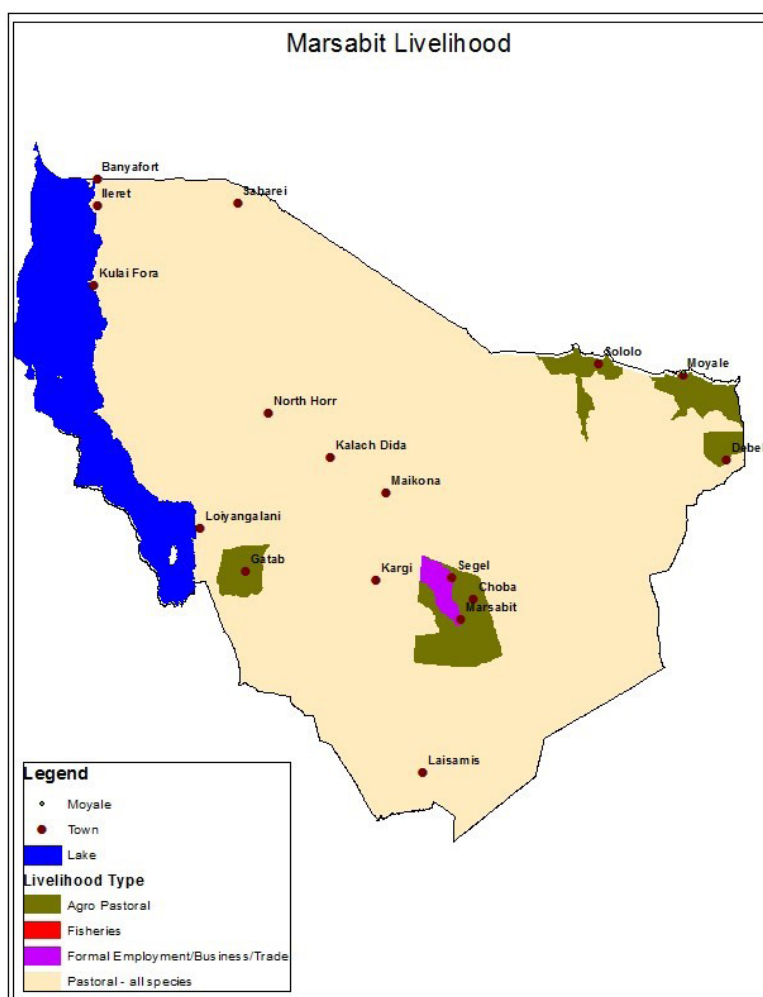 Marsabit Livelihood
Banyafort
Ileret
Sabarei
Kulai Fora
Sololo
Moyale
North Horr
Kalach Dida
Debel
Maikona
Loiyangalani
Gatab
Kargi
Segel
Choba
Marsabit
Laisamis
Legend
Moyale
Town
Lake
Livelihood Type
Agro Pastoral
Fisheries
Formal Employment/Business/Trade
Pastoral - all species